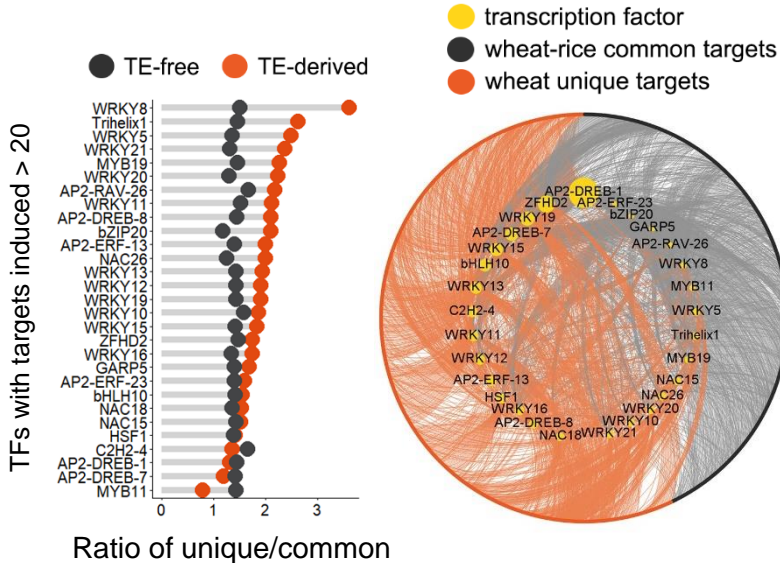 transcription factor
wheat-rice common targets
wheat unique targets
TE-free TE-derived
TFs with targets induced > 20
WRKY8
Trihelix1
WRKY5
WRKY21
MYB19
WRKY20
AP2-RAV-26
WRKY11
AP2-DREB-8
bZIP20
AP2-ERF-13
NAC26
WRKY13
WRKY12
WRKY19
WRKY10
WRKY15
ZFHD2
WRKY16
GARP5
AP2-ERF-23
bHLH10
NAC18
NAC15
HSF1
C2H2-4
AP2-DREB-1
AP2-DREB-7
MYB11
0 1 2 3
Ratio of unique/common
AP2-DREB-1
ZFHD2 AP2-ERF-23
WRKY19 bZIP20
GARP5
AP2-DREB-7
AP2-RAV-26
WRKY15
bHLH10 WRKY8
WRKY13 MYB11
C2H2-4 WRKY5
WRKY11 Trihelix1
WRKY12 MYB19
AP2-ERF-13 NAC15
HSF1 NAC26
WRKY16 WRKY20
AP2-DREB-8 WRKY10
NAC18 WRKY21